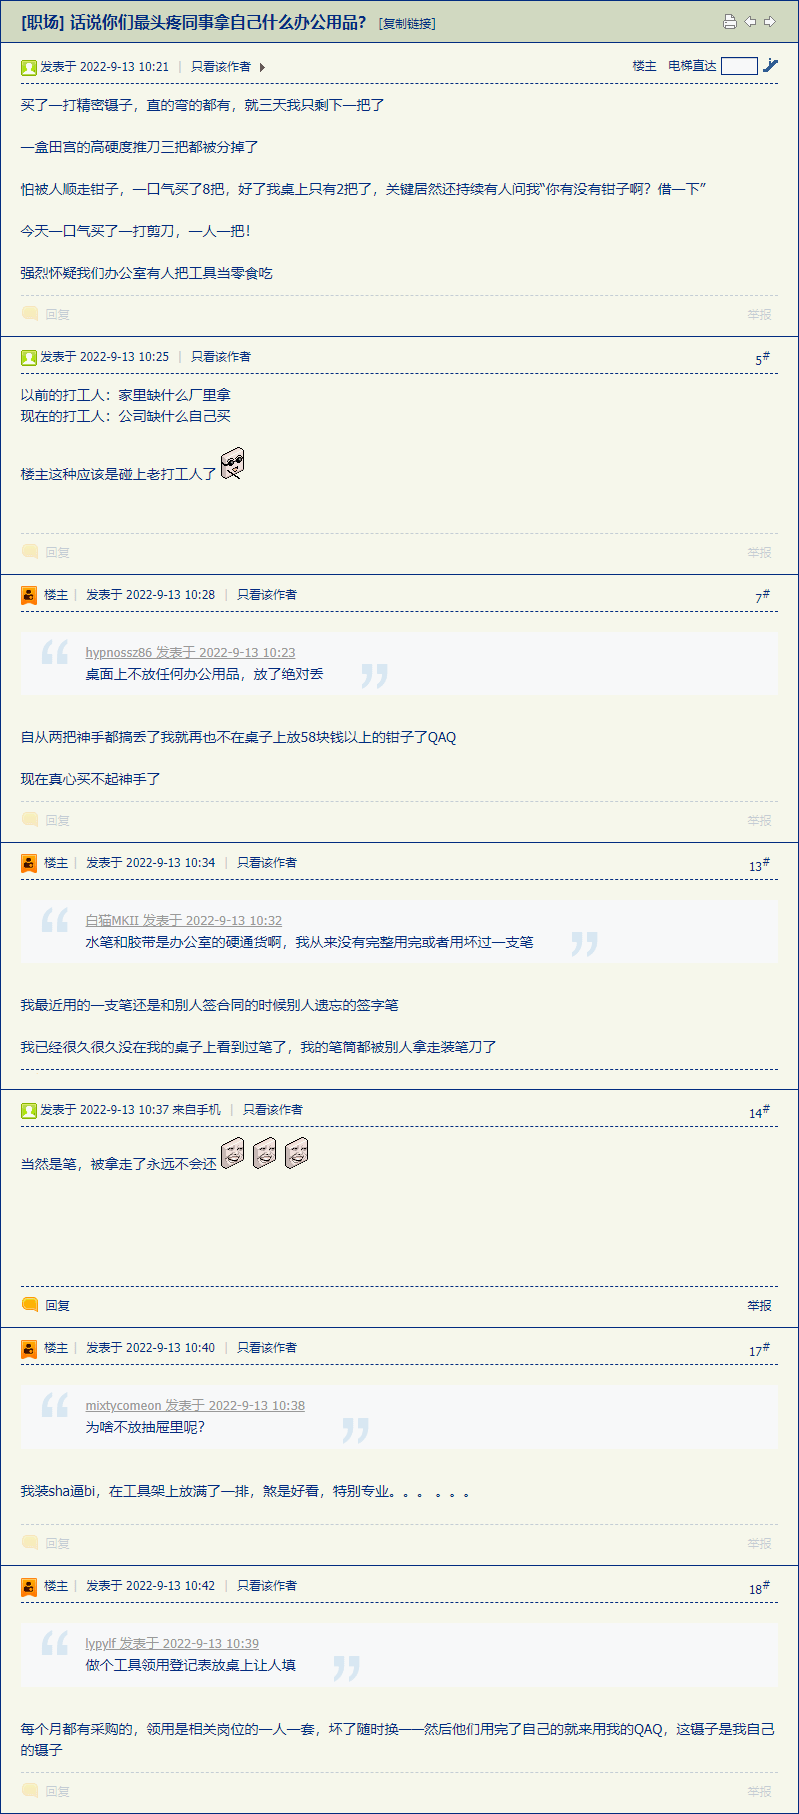 [职场] 话说你们最头疼同事拿自己什么办公用品? [复制链接]
发表于 2022-9-13 10:21 | 只看该作者 楼主 电梯直达
买了一打精密镊子，直的弯的都有，就三天我只剩下一把了
一盒田宫的高硬度推刀三把都被分掉了
怕被人顺走钳子，一口气买了8把，好了我桌上只有2把了，关键居然还持续有人问我“你有没有钳子啊？借一下”
今天一口气买了一打剪刀，一人一把！
强烈怀疑我们办公室有人把工具当零食吃
回复 举报
发表于 2022-9-13 10:25 | 只看该作者 5#
以前的打工人：家里缺什么厂里拿
现在的打工人：公司缺什么自己买
楼主这种应该是碰上老打工人了
回复 举报
楼主 | 发表于 2022-9-13 10:28 | 只看该作者 7#
hypnossz86 发表于 2022-9-13 10:23
桌面上不放任何办公用品，放了绝对丢
自从两把神手都搞丢了我就再也不在桌子上放58块钱以上的钳子了QAQ
现在真心买不起神手了
回复 举报
楼主 | 发表于 2022-9-13 10:34 | 只看该作者 13#
白猫MKII 发表于 2022-9-13 10:32
水笔和胶带是办公室的硬通货啊，我从来没有完整用完或者用坏过一支笔
我最近用的一支笔还是和别人签合同的时候别人遗忘的签字笔
我已经很久很久没在我的桌子上看到过笔了，我的笔筒都被别人拿走装笔刀了
发表于 2022-9-13 10:37 来自手机 | 只看该作者 14#
当然是笔，被拿走了永远不会还
回复 举报
楼主 | 发表于 2022-9-13 10:40 | 只看该作者 17#
mixtycomeon 发表于 2022-9-13 10:38
为啥不放抽屉里呢？
我装sha逼bi，在工具架上放满了一排，煞是好看，特别专业。。。 。。。
回复 举报
楼主 | 发表于 2022-9-13 10:42 | 只看该作者 18#
lypylf 发表于 2022-9-13 10:39
做个工具领用登记表放桌上让人填
每个月都有采购的，领用是相关岗位的一人一套，坏了随时换——然后他们用完了自己的就来用我的QAQ，这镊子是我自己
的镊子
回复 举报